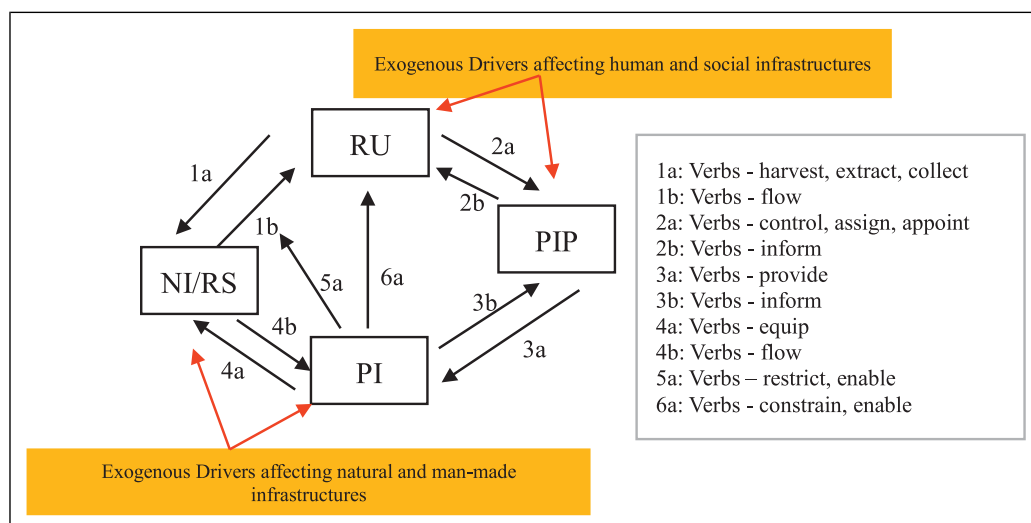 Exogenous Drivers affecting human and social infrastructures
RU
2a
1a
2b
1b
PIP
NI/RS
5a
6a
3b
4b
3a
4a
PI
1a: Verbs - harvest, extract, collect
1b: Verbs - flow
2a: Verbs - control, assign, appoint
2b: Verbs - inform
3a: Verbs - provide
3b: Verbs - inform
4a: Verbs - equip
4b: Verbs - flow
5a: Verbs – restrict, enable
6a: Verbs - constrain, enable
Exogenous Drivers affecting natural and man-made
infrastructures